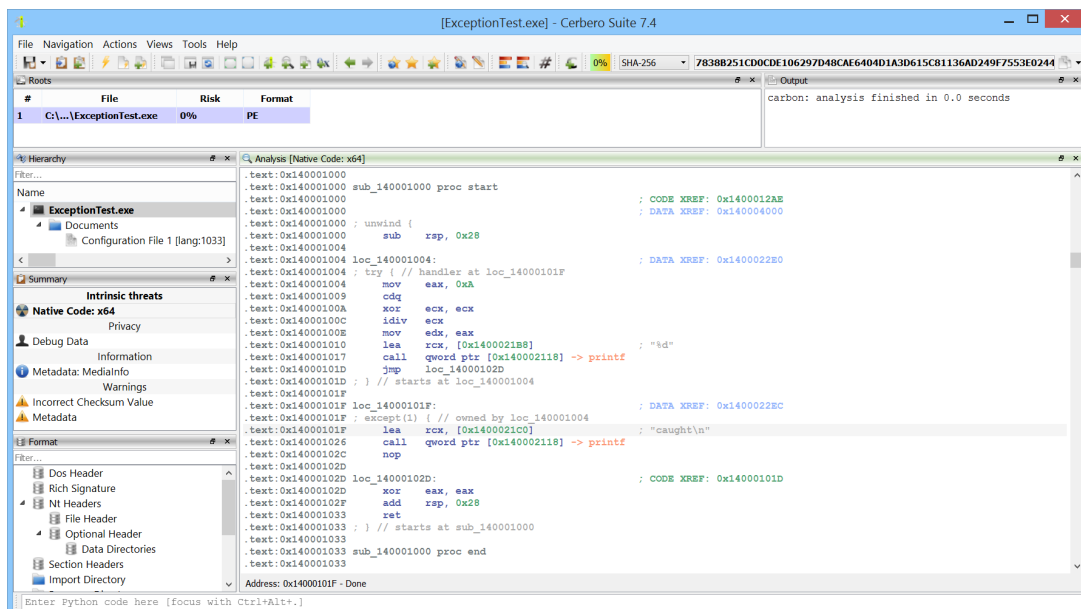 [ExceptionTest.exe] - Cerbero Suite 7.4
File Navigation Actions Views Tools Help
0% SHA-256 7838B251CD0CDE106297D48CAE6404D1A3D615C81136AD249F7553E0244
Roots
# File Risk Format
1 C:\...\ExceptionTest.exe 0% PE
Output
carbon: analysis finished in 0.0 seconds
Hierarchy
Filter...
Name
ExceptionTest.exe
Documents
Configuration File 1 [lang:1033]
Summary
Intrinsic threats
Native Code: x64
Privacy
Debug Data
Information
Metadata: MediaInfo
Warnings
Incorrect Checksum Value
Metadata
Format
Filter...
Dos Header
Rich Signature
Nt Headers
File Header
Optional Header
Data Directories
Section Headers
Import Directory
Analysis [Native Code: x64]
.text:0x140001000
.text:0x140001000 sub_140001000 proc start
.text:0x140001000 ; CODE XREF: 0x1400012AE
.text:0x140001000 ; DATA XREF: 0x140004000
.text:0x140001000 ; unwind {
.text:0x140001000 sub rsp, 0x28
.text:0x140001004
.text:0x140001004 loc_140001004: ; DATA XREF: 0x1400022E0
.text:0x140001004 ; try { // handler at loc_14000101F
.text:0x140001004 mov eax, 0xA
.text:0x140001009 cdq
.text:0x14000100A xor ecx, ecx
.text:0x14000100C idiv ecx
.text:0x14000100E mov edx, eax
.text:0x140001010 lea rcx, [0x1400021B8] ; "%d"
.text:0x140001017 call qword ptr [0x140002118] -> printf
.text:0x14000101D jmp loc_14000102D
.text:0x14000101D ; } // starts at loc_140001004
.text:0x14000101F
.text:0x14000101F loc_14000101F: ; DATA XREF: 0x1400022EC
.text:0x14000101F ; except(1) { // owned by loc_140001004
.text:0x14000101F lea rcx, [0x1400021C0] ; "caught\n"
.text:0x140001026 call qword ptr [0x140002118] -> printf
.text:0x14000102C nop
.text:0x14000102D
.text:0x14000102D loc_14000102D: ; CODE XREF: 0x14000101D
.text:0x14000102D xor eax, eax
.text:0x14000102F add rsp, 0x28
.text:0x140001033 ret
.text:0x140001033 ; } // starts at sub_140001000
.text:0x140001033
.text:0x140001033 sub_140001000 proc end
.text:0x140001033
Address: 0x14000101F - Done
Enter Python code here [focus with Ctrl+Alt+.]